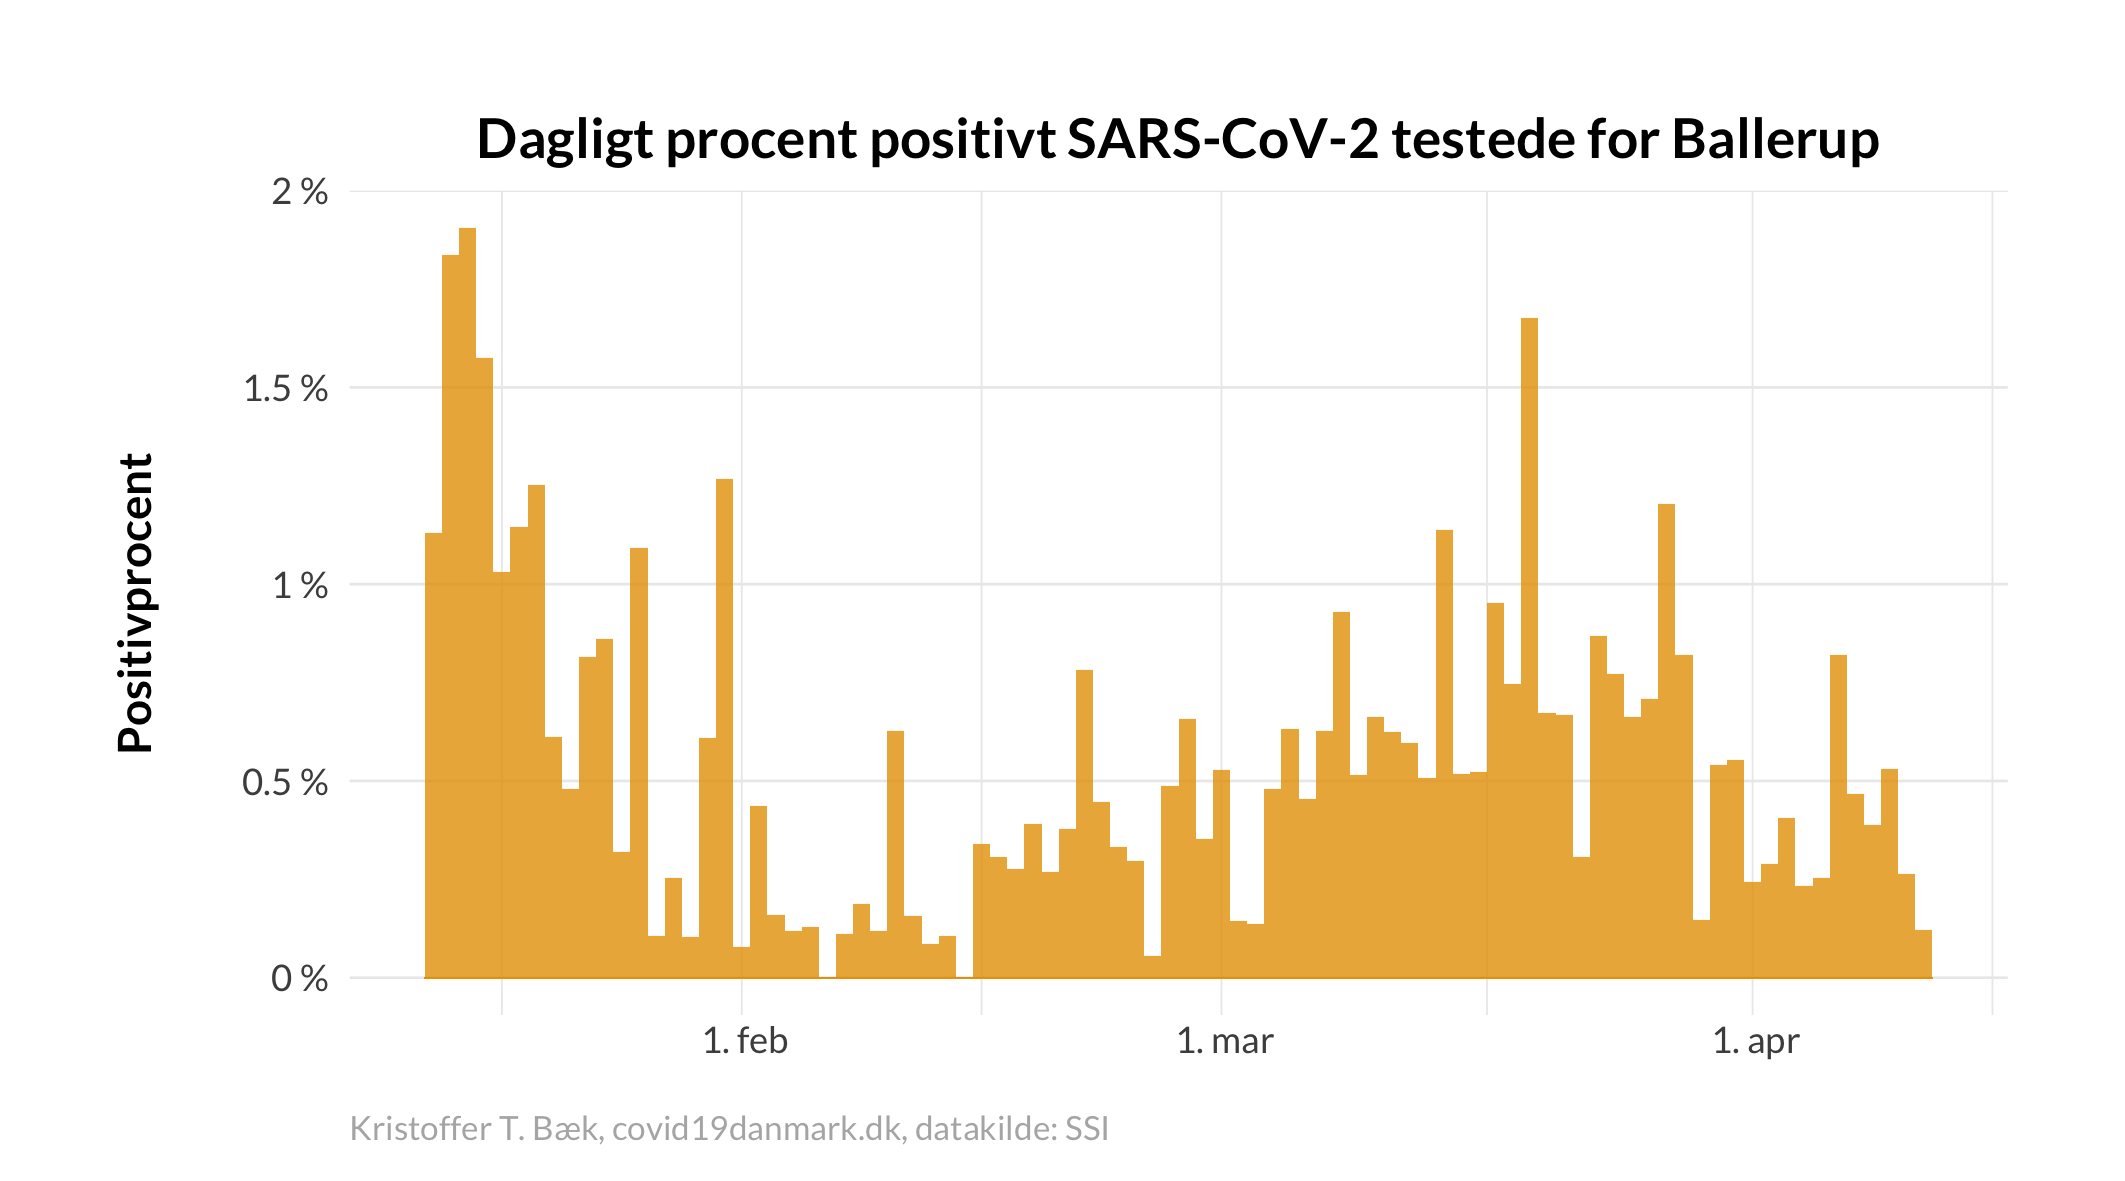 Dagligt procent positivt SARS-CoV-2 testede for Ballerup
Positivprocent
2 %
1.5 %
1 %
0.5 %
0 %
1. feb
1. mar
1. apr
Kristoffer T. Bæk, covid19danmark.dk, datakilde: SSI